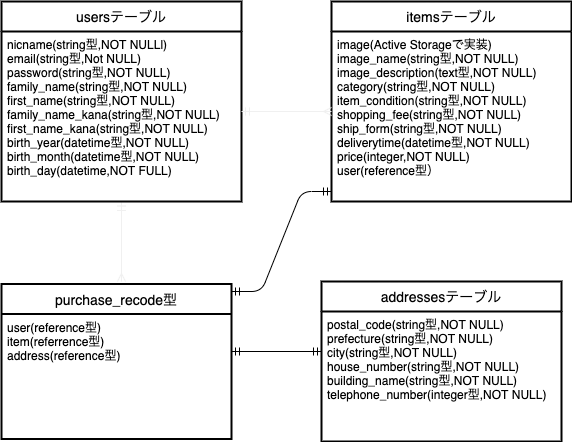 usersテーブル
nicname(string型,NOT NULLl)
email(string型,Not NULL)
password(string型,NOT NULL)
family_name(string型,NOT NULL)
first_name(string型,NOT NULL)
family_name_kana(string型,NOT NULL)
first_name_kana(string型,NOT NULL)
birth_year(datetime型,NOT NULL)
birth_month(datetime型,NOT NULL)
birth_day(datetime,NOT FULL)
itemsテーブル
image(Active Storageで実装)
image_name(string型,NOT NULL)
image_description(text型,NOT NULL)
category(string型,NOT NULL)
item_condition(string型,NOT NULL)
shopping_fee(string型,NOT NULL)
ship_form(string型,NOT NULL)
deliverytime(datetime型,NOT NULL)
price(integer,NOT NULL)
user(reference型）
purchase_recode型
user(reference型)
item(referrence型)
address(reference型)
addressesテーブル
postal_code(string型,NOT NULL)
prefecture(string型,NOT NULL)
city(string型,NOT NULL)
house_number(string型,NOT NULL)
building_name(string型,NOT NULL)
telephone_number(integer型,NOT NULL)